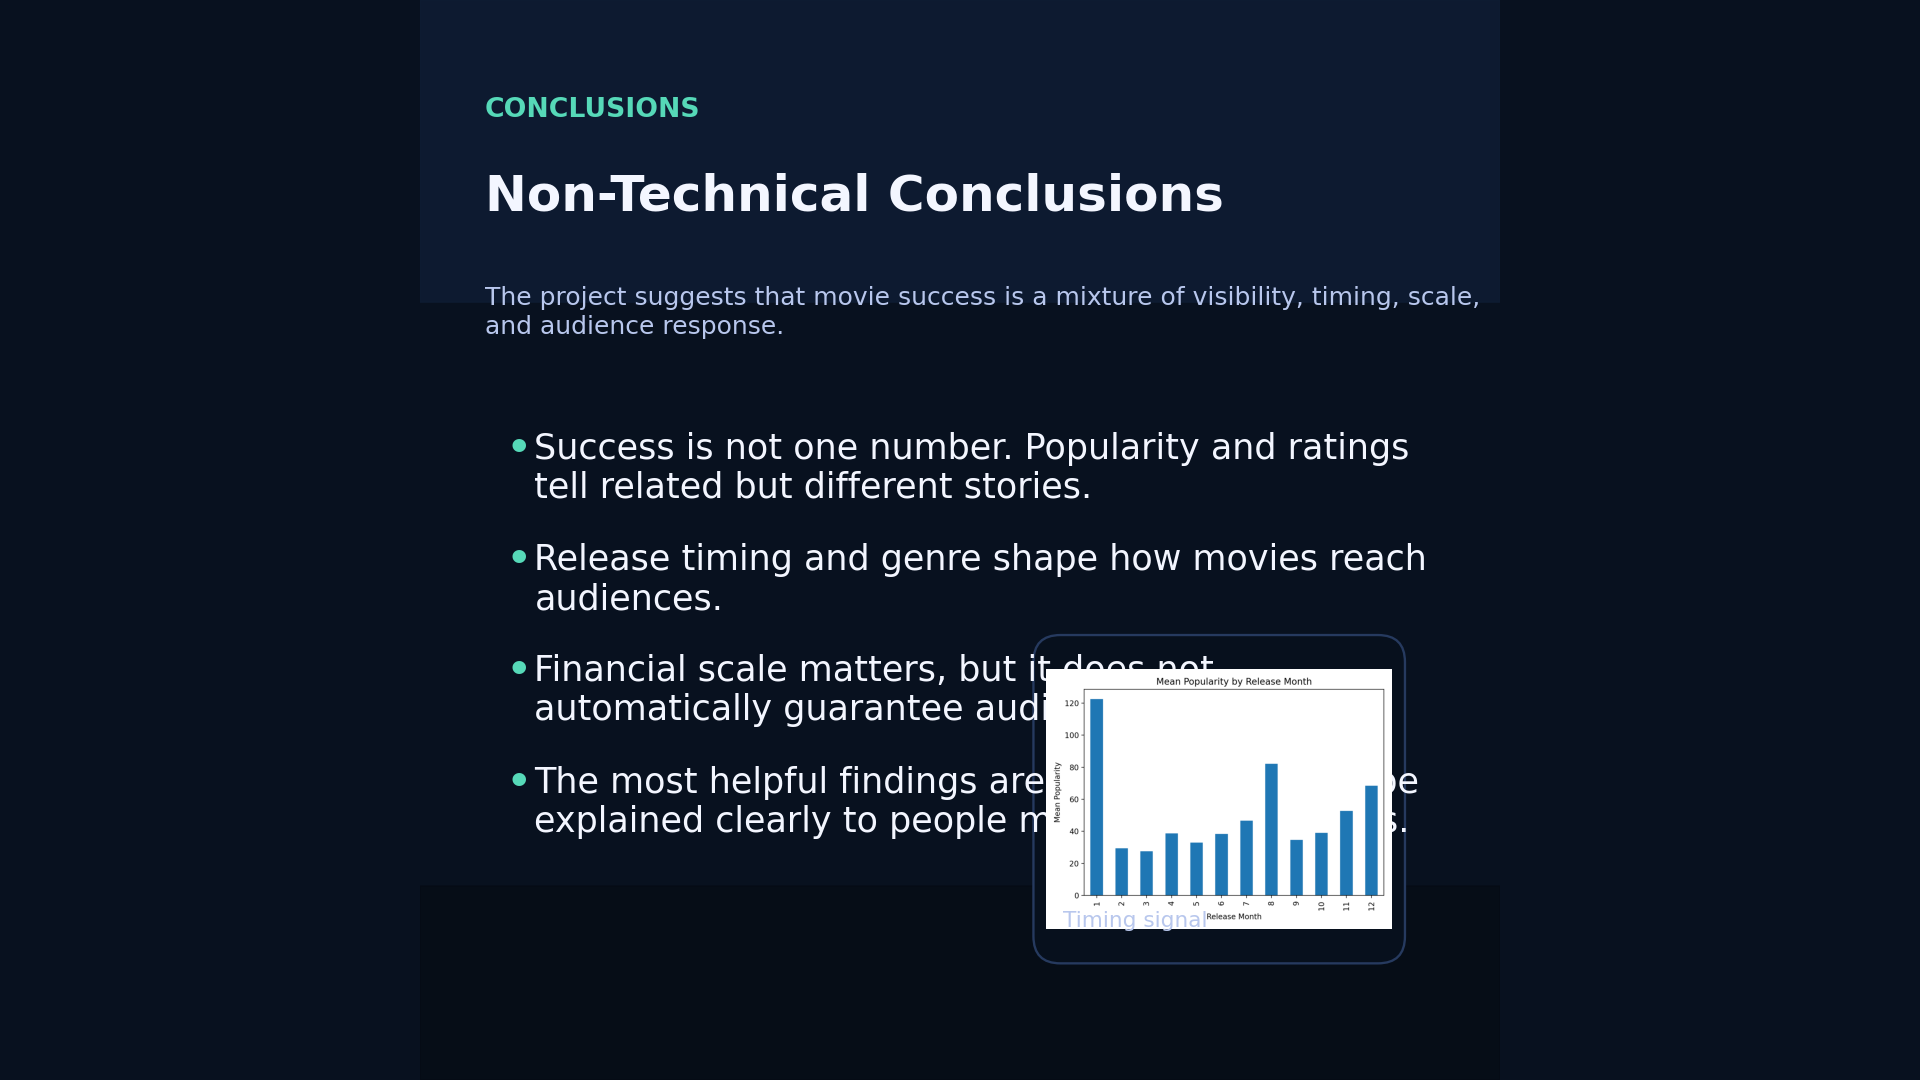 CONCLUSIONS
Non-Technical Conclusions
The project suggests that movie success is a mixture of visibility, timing, scale,
and audience response.
• Success is not one number. Popularity and ratings
tell related but different stories.
• Release timing and genre shape how movies reach
audiences.
• Financial scale matters, but it does not
automatically guarantee
• The most helpful findings are
explained clearly to people
Mean Popularity by Release Month
Mean Popularity
120
100
80
60
40
20
0
1 2 3 4 5 6 7 8 9 10 11 12
Release Month
Timing signal